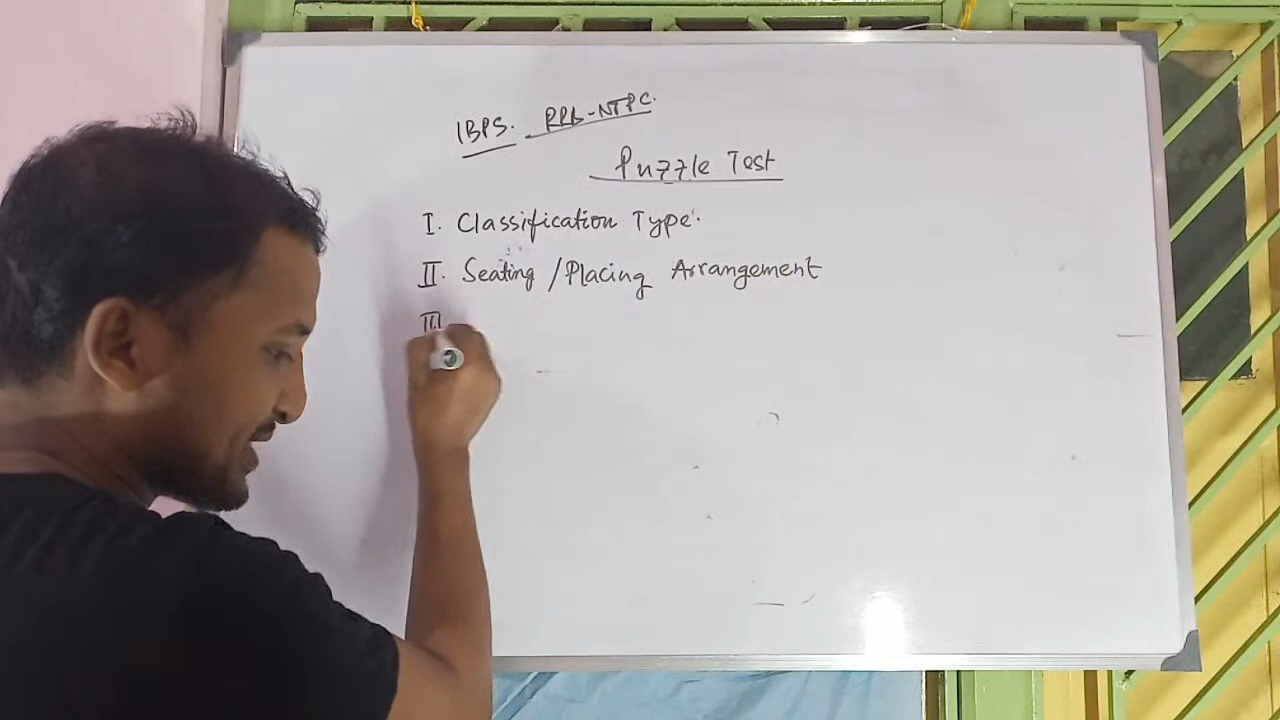 IBPS. RRB-NTPC.
Puzzle Test
I. Classification Type.
II. Seating /Placing Arrangement
III